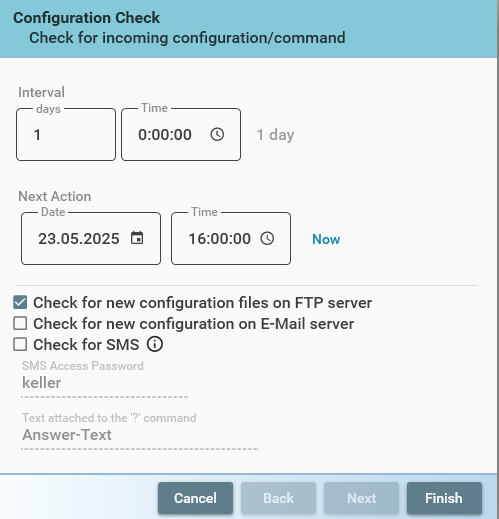 Configuration Check
Check for incoming configuration/command
Interval
days
Time
1
0:00:00
1 day
Next Action
Date
Time
23.05.2025
16:00:00
Now
Check for new configuration files on FTP server
Check for new configuration on E-Mail server
Check for SMS
SMS Access Password
keller
Text attached to the '?' command
Answer-Text
Cancel
Back
Next
Finish